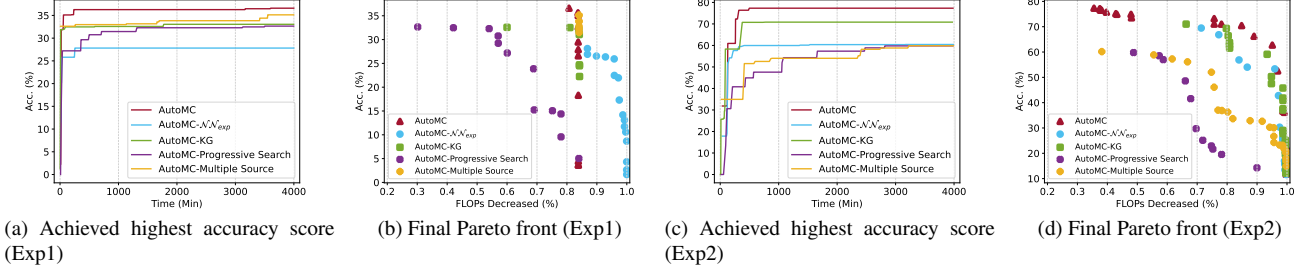 35
30
25
20
15
10
5
0
Acc. (%)
AutoMC
AutoMC-𝒩𝒩exp
AutoMC-KG
AutoMC-Progressive Search
AutoMC-Multiple Source
0 1000 2000 3000 4000
Time (Min)
(a) Achieved highest accuracy score
(Exp1)
35
30
25
20
15
10
5
0
Acc. (%)
AutoMC
AutoMC-𝒩𝒩exp
AutoMC-KG
AutoMC-Progressive Search
AutoMC-Multiple Source
0.2 0.3 0.4 0.5 0.6 0.7 0.8 0.9 1.0
FLOPs Decreased (%)
(b) Final Pareto front (Exp1)
80
70
60
50
40
30
20
10
0
Acc. (%)
AutoMC
AutoMC-𝒩𝒩exp
AutoMC-KG
AutoMC-Progressive Search
AutoMC-Multiple Source
0 1000 2000 3000 4000
Time (Min)
(c) Achieved highest accuracy score
(Exp2)
80
70
60
50
40
30
20
10
Acc. (%)
AutoMC
AutoMC-𝒩𝒩exp
AutoMC-KG
AutoMC-Progressive Search
AutoMC-Multiple Source
0.2 0.3 0.4 0.5 0.6 0.7 0.8 0.9 1.0
FLOPs Decreased (%)
(d) Final Pareto front (Exp2)